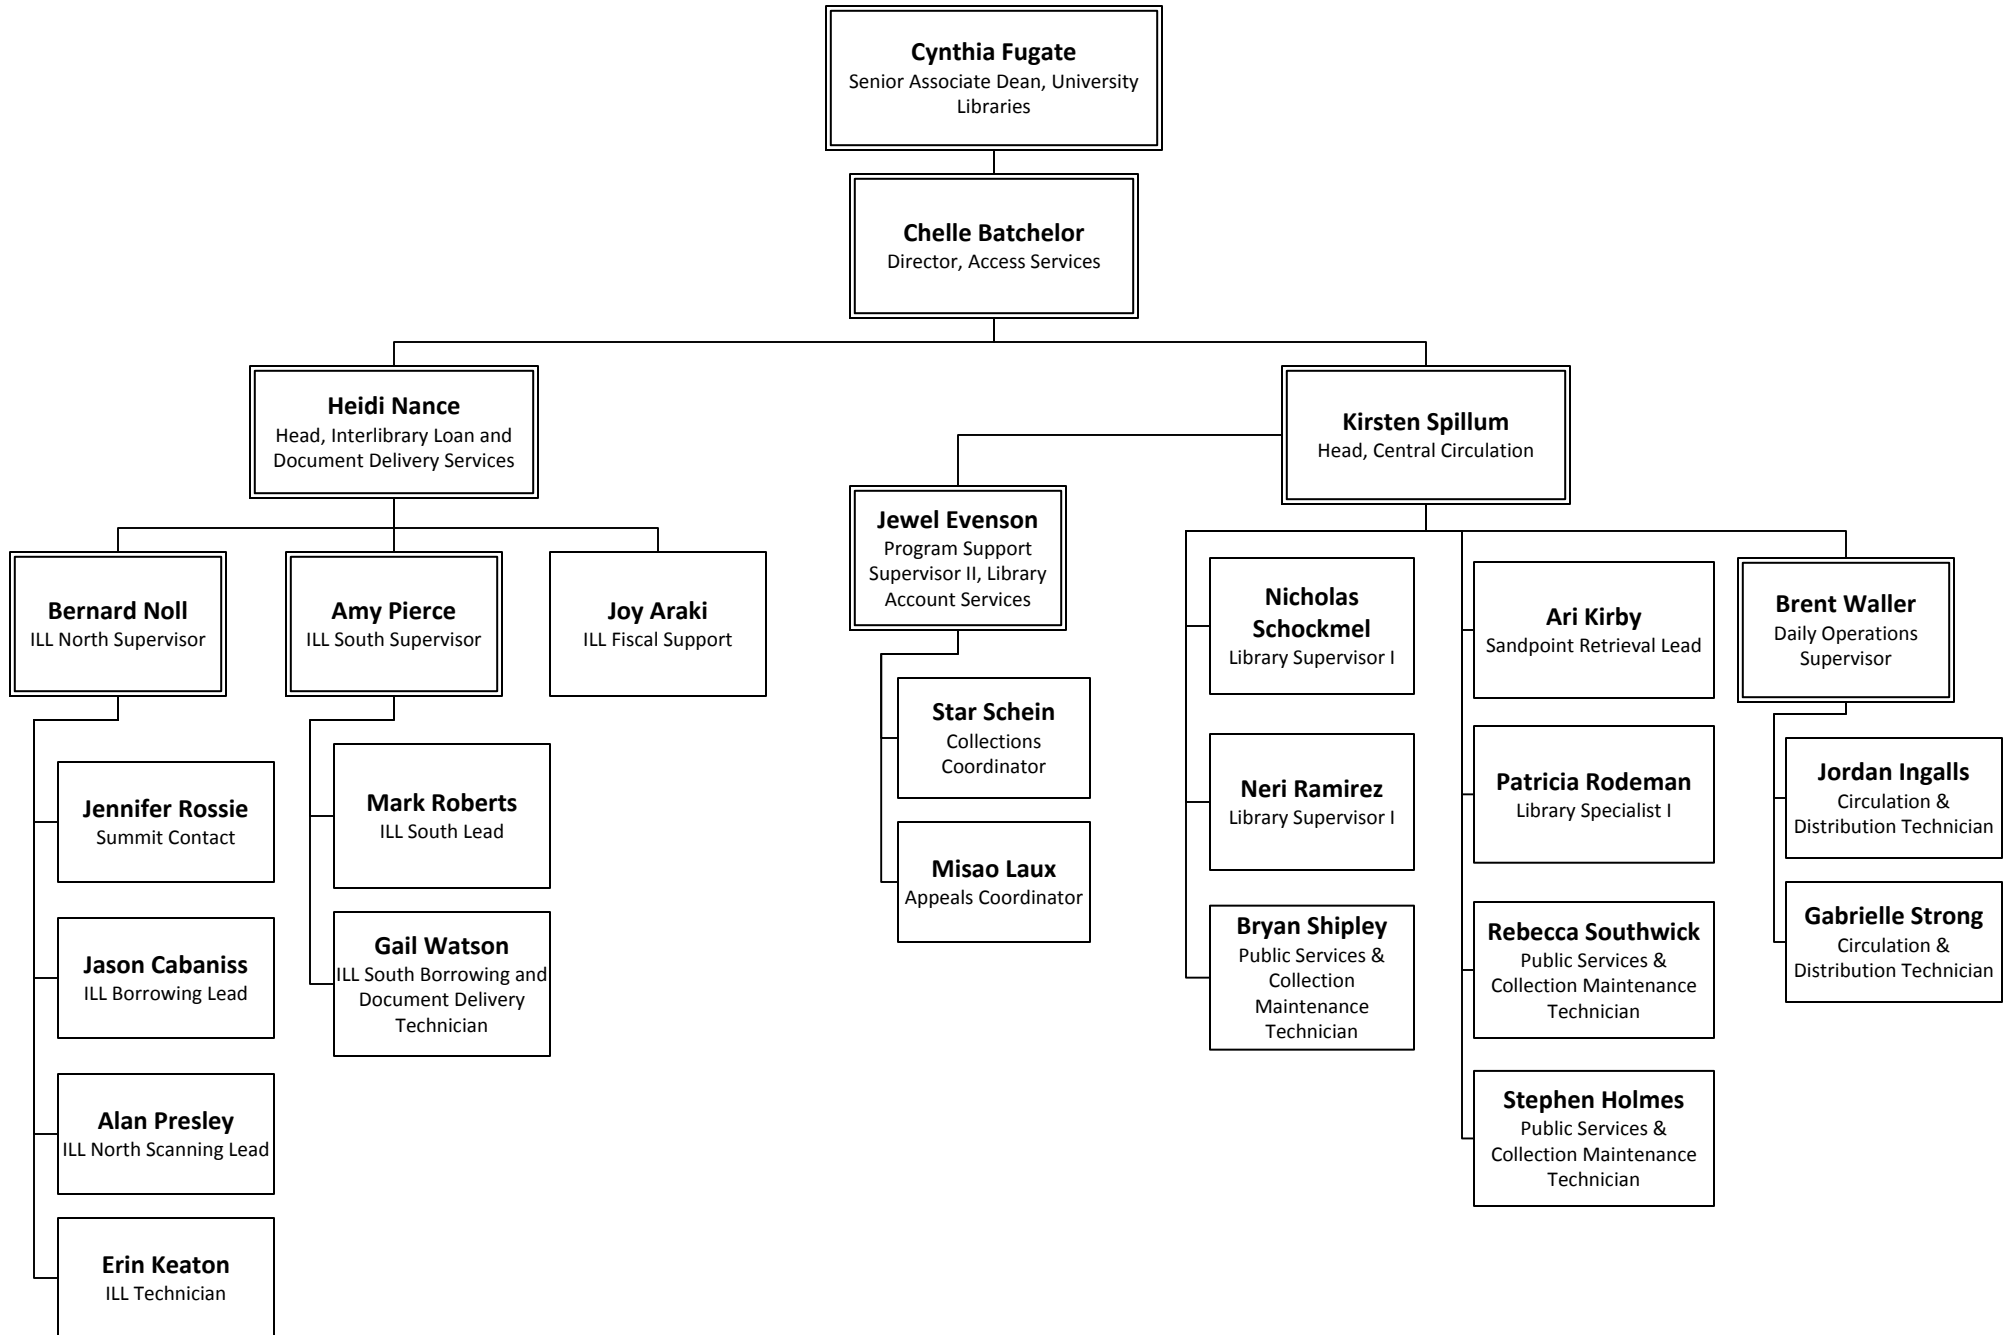 Cynthia Fugate
Senior Associate Dean, University
Libraries
Chelle Batchelor
Director, Access Services
Heidi Nance
Head, Interlibrary Loan and
Document Delivery Services
Kirsten Spillum
Head, Central Circulation
Bernard Noll
ILL North Supervisor
Amy Pierce
ILL South Supervisor
Joy Araki
ILL Fiscal Support
Jennifer Rossie
Summit Contact
Jason Cabaniss
ILL Borrowing Lead
Alan Presley
ILL North Scanning Lead
Erin Keaton
ILL Technician
Mark Roberts
ILL South Lead
Gail Watson
ILL South Borrowing and
Document Delivery
Technician
Jewel Evenson
Program Support
Supervisor II, Library
Account Services
Star Schein
Collections
Coordinator
Misao Laux
Appeals Coordinator
Nicholas
Schockmel
Library Supervisor I
Neri Ramirez
Library Supervisor I
Bryan Shipley
Public Services &
Collection
Maintenance
Technician
Ari Kirby
Sandpoint Retrieval Lead
Patricia Rodeman
Library Specialist I
Rebecca Southwick
Public Services &
Collection Maintenance
Technician
Stephen Holmes
Public Services &
Collection Maintenance
Technician
Brent Waller
Daily Operations
Supervisor
Jordan Ingalls
Circulation &
Distribution Technician
Gabrielle Strong
Circulation &
Distribution Technician